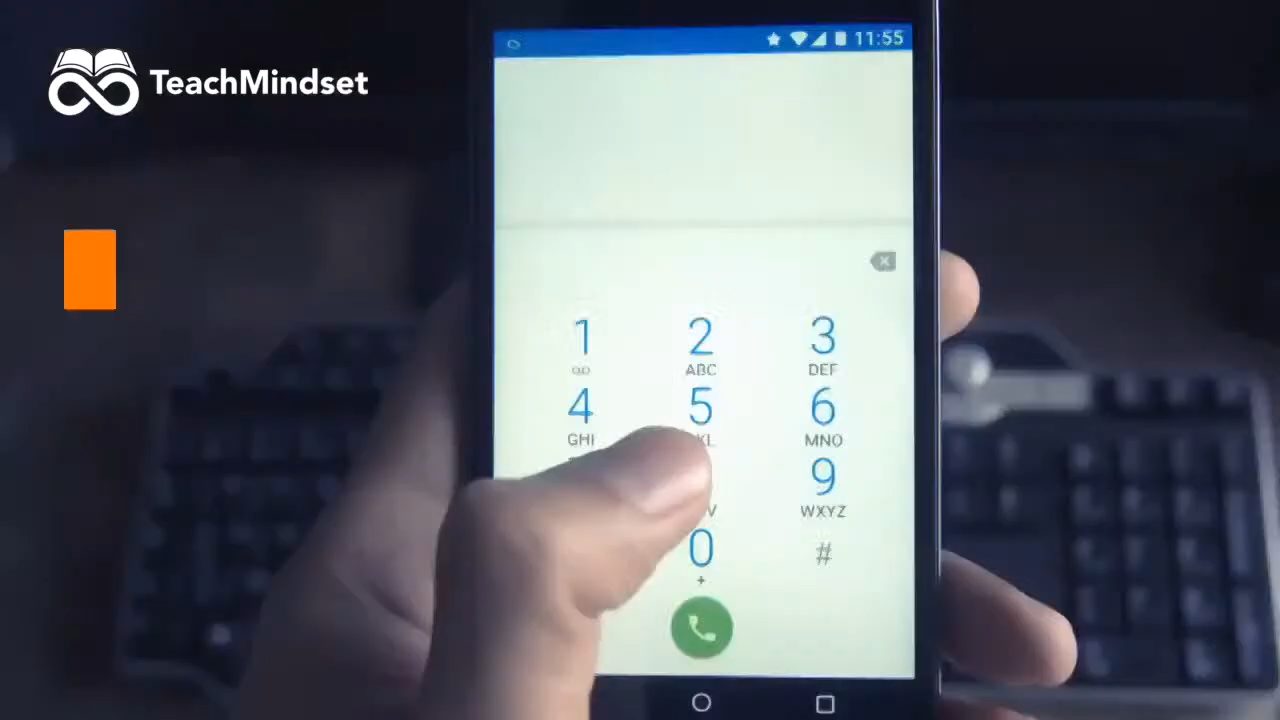 TeachMindset
11:55
1 2 3
ABC DEF
4 5 6
GHI MNO
9
WXYZ
0 #
+